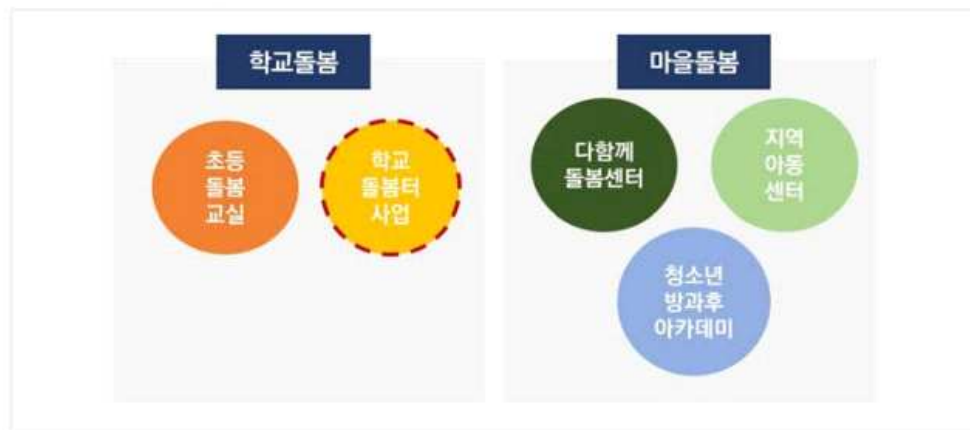 학교돌봄
초등
돌봄
교실
학교
돌봄터
사업
마을돌봄
다함께
돌봄센터
지역
아동
센터
청소년
방과후
아카데미